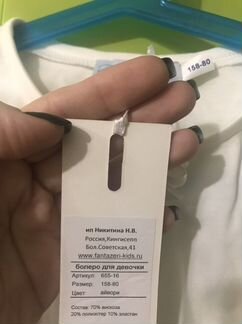 158-80
ип Никитина Н.В.
Россия,Кингисепп
Бол.Советская,41
www.fantazeri-kids.ru
болеро для девочки
Артикул: 655-16
Размер: 158-80
Цвет: айвори
Состав: 70% вискоза
20% полиэстер 10% эластан